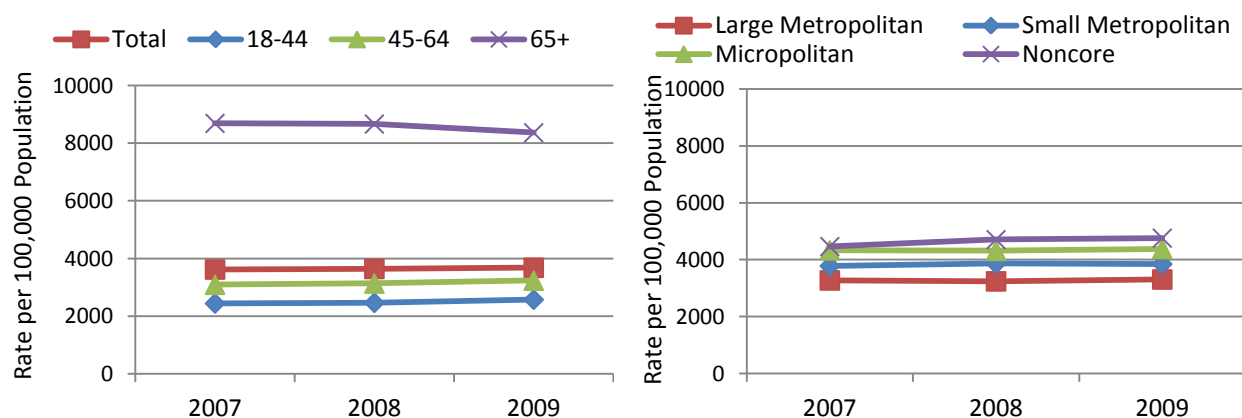 Total 18-44 45-64 65+
Rate per 100,000 Population
10000
8000
6000
4000
2000
0
2007 2008 2009
Large Metropolitan Small Metropolitan
Micropolitan Noncore
Rate per 100,000 Population
10000
8000
6000
4000
2000
0
2007 2008 2009